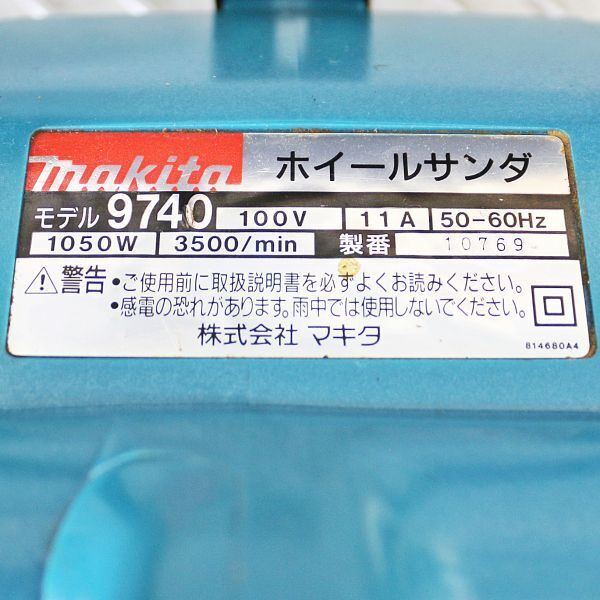 makita ホイールサンダ
モデル 9740 100V 11A 50-60Hz
1050W 3500/min 製番 10769
警告 •ご使用前に取扱説明書を必ずよくお読みください。
•感電の恐れがあります。雨中では使用しないでください。
株式会社 マキタ
814680A4